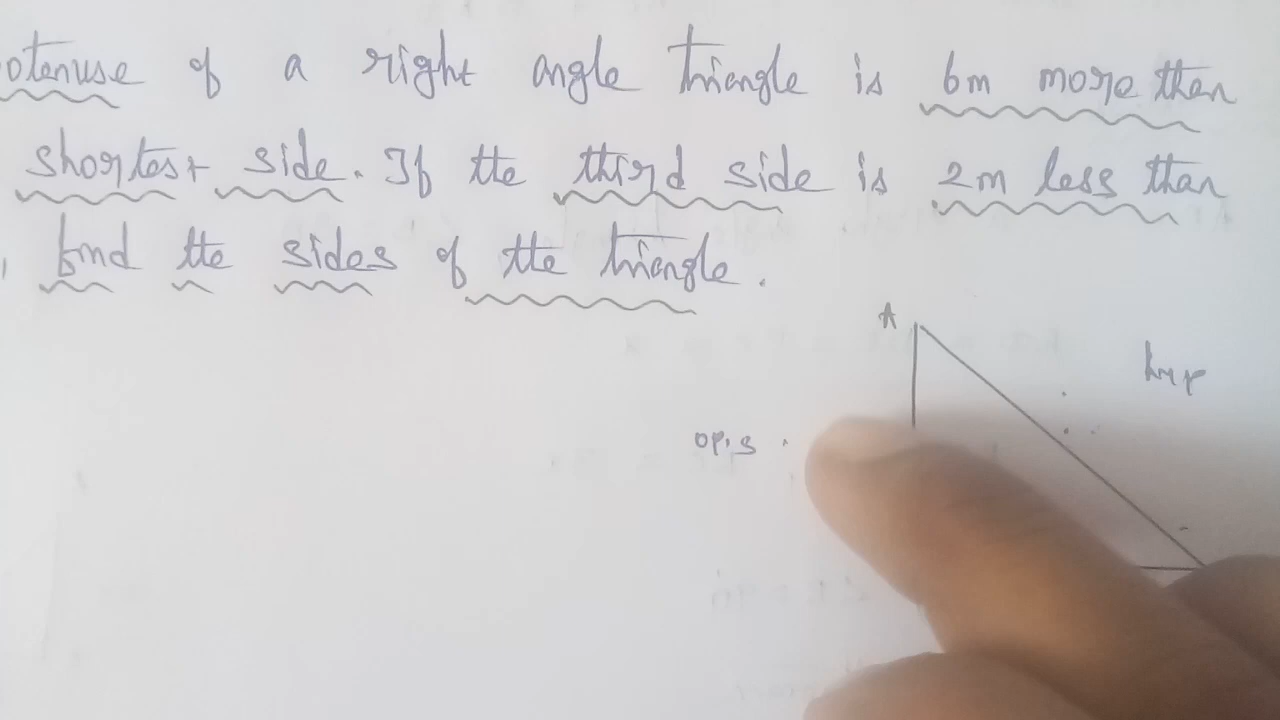 otenuse of a right angle triangle is 6m more than
shortest side. If the third side is 2m less than
, find the sides of the triangle.
A
hyp
op.s